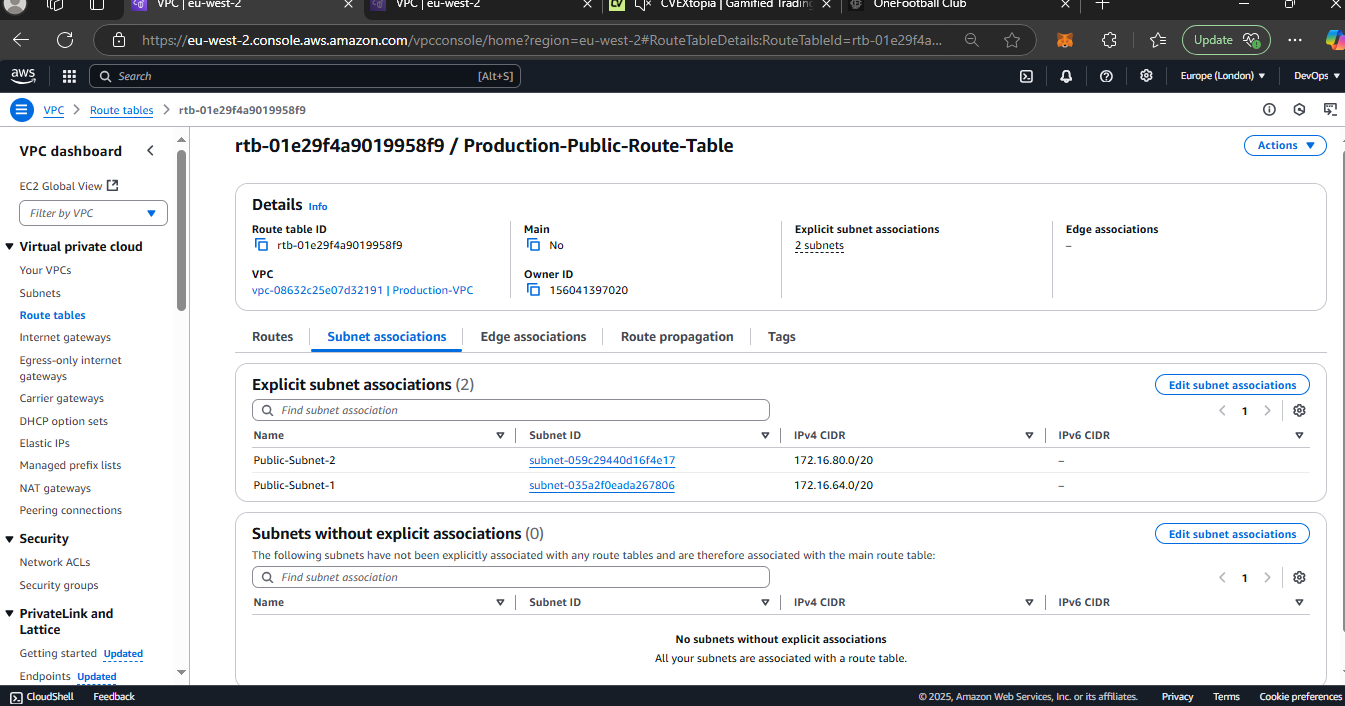 VPC | eu-west-2
VPC | eu-west-2
CV CVEXtopia | Gamified Trading
OneFootball Club
https://eu-west-2.console.aws.amazon.com/vpcconsole/home?region=eu-west-2#RouteTableDetails:RouteTableId=rtb-01e29f4a...
Update
aws
Search
[Alt+S]
Europe (London)
DevOps
VPC
Route tables
rtb-01e29f4a9019958f9
VPC dashboard
EC2 Global View
Filter by VPC
Virtual private cloud
Your VPCs
Subnets
Route tables
Internet gateways
Egress-only internet
gateways
Carrier gateways
DHCP option sets
Elastic IPs
Managed prefix lists
NAT gateways
Peering connections
Security
Network ACLs
Security groups
PrivateLink and
Lattice
Getting started Updated
Endpoints Updated
rtb-01e29f4a9019958f9 / Production-Public-Route-Table
Actions
Details Info
Route table ID
rtb-01e29f4a9019958f9
Main
No
Explicit subnet associations
2 subnets
Edge associations
–
VPC
vpc-08632c25e07d32191 | Production-VPC
Owner ID
156041397020
Routes
Subnet associations
Edge associations
Route propagation
Tags
Explicit subnet associations (2)
Edit subnet associations
Find subnet association
1
Name Subnet ID IPv4 CIDR IPv6 CIDR
Public-Subnet-2 subnet-059c29440d16f4e17 172.16.80.0/20 –
Public-Subnet-1 subnet-035a2f0eada267806 172.16.64.0/20 –
Subnets without explicit associations (0)
Edit subnet associations
The following subnets have not been explicitly associated with any route tables and are therefore associated with the main route table:
Find subnet association
1
Name Subnet ID IPv4 CIDR IPv6 CIDR
No subnets without explicit associations
All your subnets are associated with a route table.
CloudShell Feedback
© 2025, Amazon Web Services, Inc. or its affiliates. Privacy Terms Cookie preferences